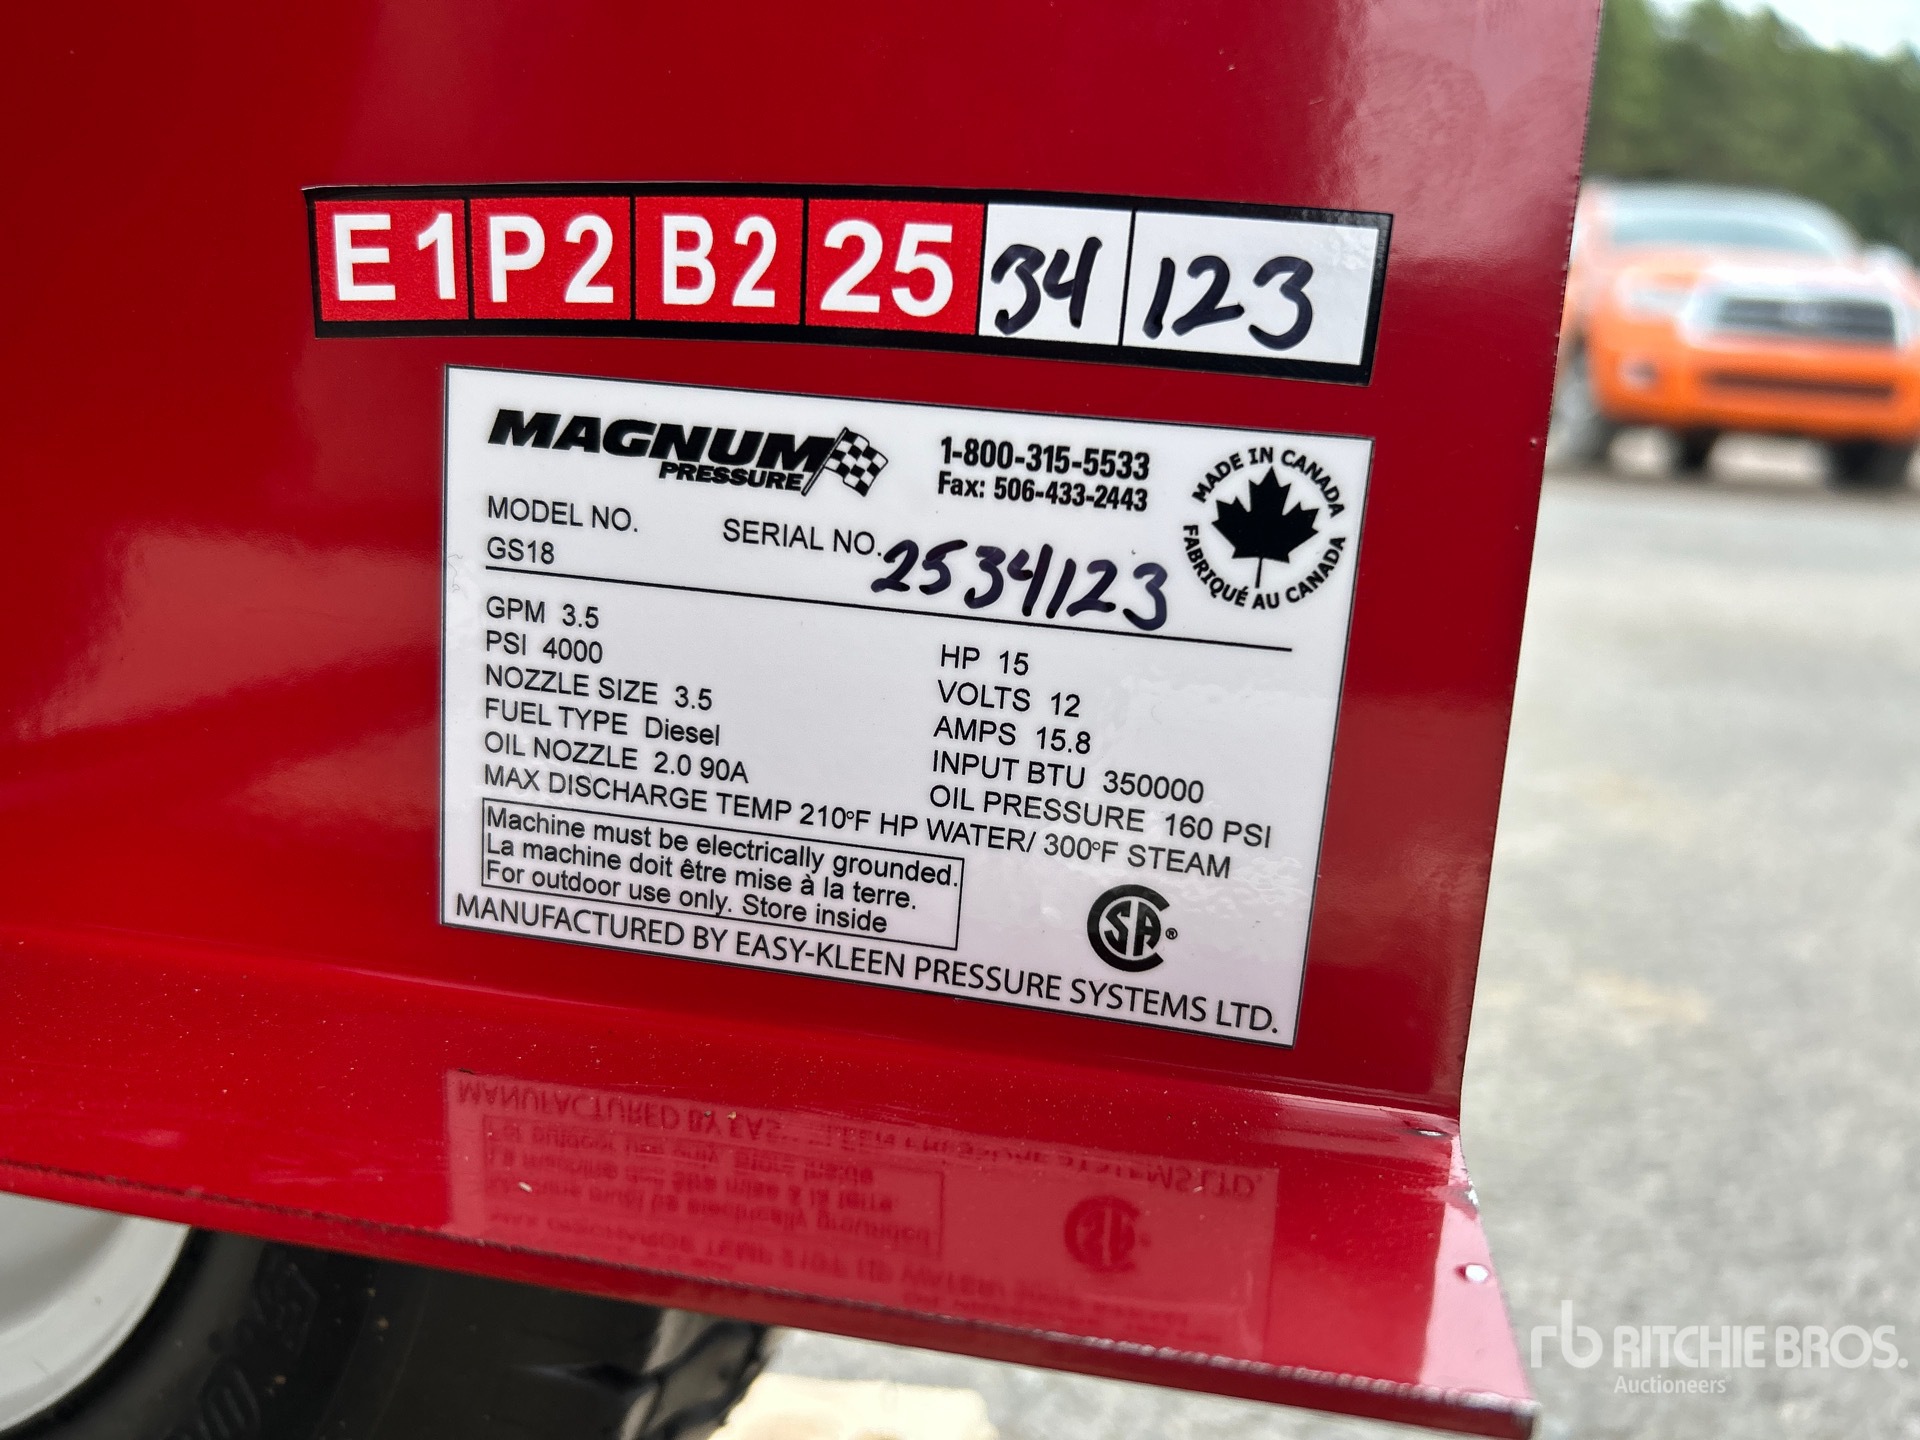 E1 P2 B2 25 34 123
MAGNUM
PRESSURE
1-800-315-5533
Fax: 506-433-2443
MADE IN CANADA
FABRIQUÉ AU CANADA
MODEL NO.
GS18
SERIAL NO. 2534123
GPM 3.5
PSI 4000
NOZZLE SIZE 3.5
FUEL TYPE Diesel
OIL NOZZLE 2.0 90A
HP 15
VOLTS 12
AMPS 15.8
INPUT BTU 350000
OIL PRESSURE 160 PSI
MAX DISCHARGE TEMP 210°F HP WATER/ 300°F STEAM
Machine must be electrically grounded.
La machine doit être mise à la terre.
For outdoor use only. Store inside
CSA®
MANUFACTURED BY EASY-KLEEN PRESSURE SYSTEMS LTD.
rb RITCHIE BROS.
Auctioneers